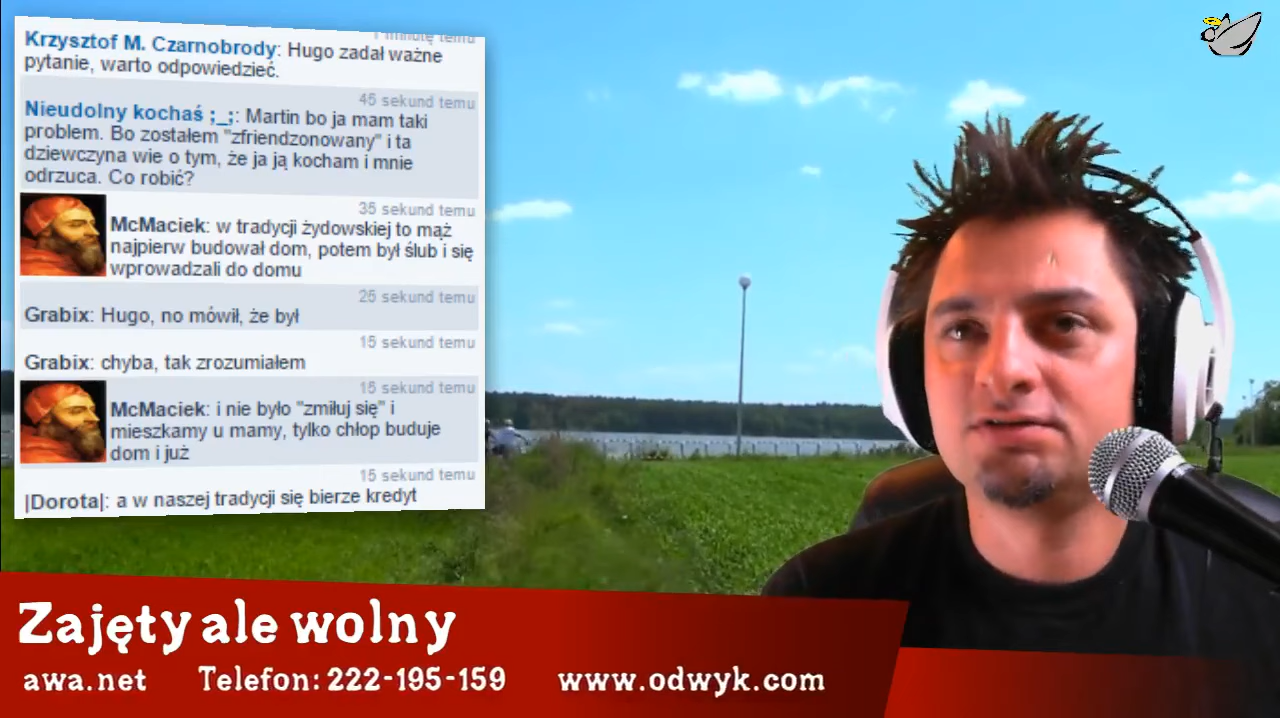 1 minutę temu
Krzysztof M. Czarnobrody: Hugo zadał ważne
pytanie, warto odpowiedzieć.
45 sekund temu
Nieudolny kochaś ;_;: Martin bo ja mam taki
problem. Bo zostałem "zfriendzonowany" i ta
dziewczyna wie o tym, że ja ją kocham i mnie
odrzuca. Co robić?
35 sekund temu
McMaciek: w tradycji żydowskiej to mąż
najpierw budował dom, potem był ślub i się
wprowadzali do domu
25 sekund temu
Grabix: Hugo, no mówił, że był
15 sekund temu
Grabix: chyba, tak zrozumiałem
15 sekund temu
McMaciek: i nie było "zmiłuj się" i
mieszkamy u mamy, tylko chłop buduje
dom i już
15 sekund temu
|Dorota|: a w naszej tradycji się bierze kredyt
Zajęty ale wolny
awa.net Telefon: 222-195-159 www.odwyk.com